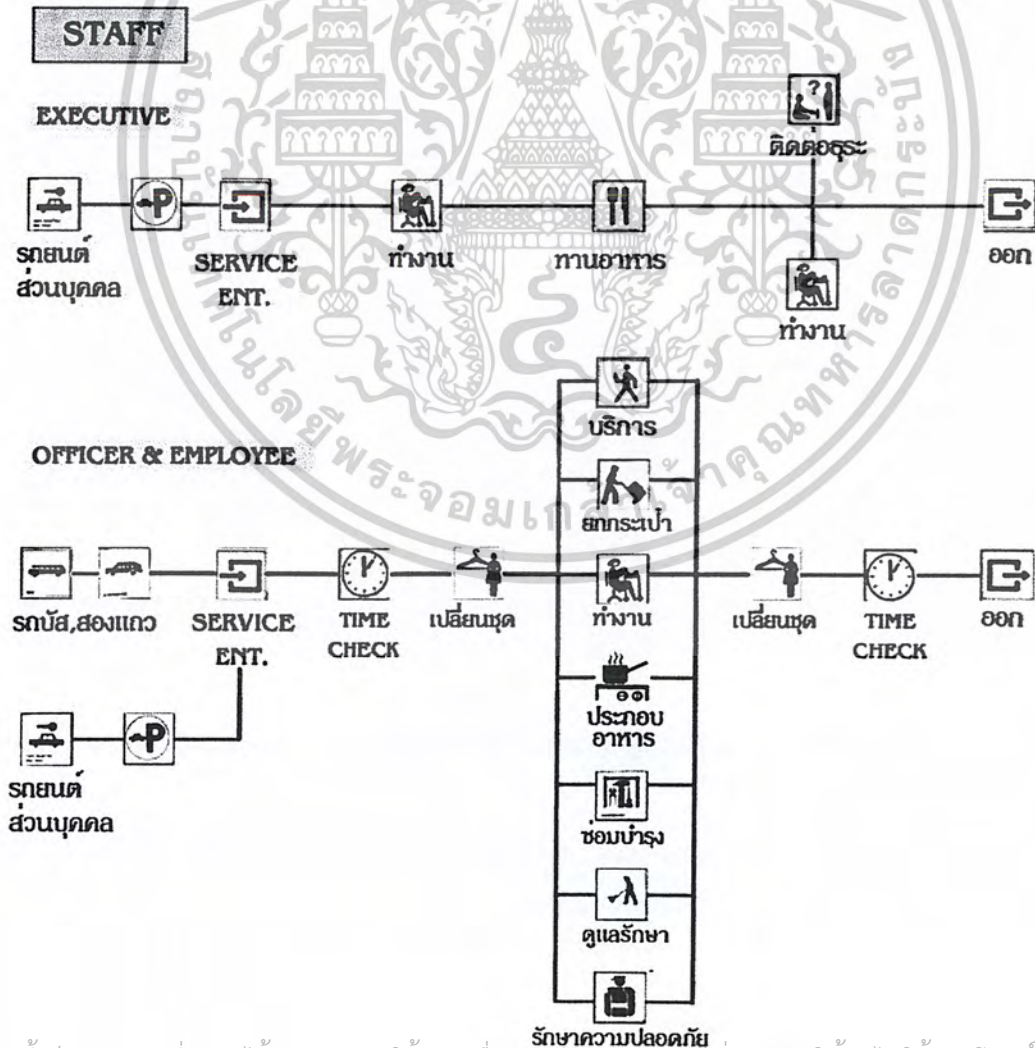 STAFF
EXECUTIVE
?
ติดต่อธุระ
P
รถยนต์
ส่วนบุคคล
SERVICE
ENT.
ทำงาน
ทานอาหาร
ออก
ทำงาน
บริการ
OFFICER & EMPLOYEE
ยกกระเป๋า
รถบัส,สองแถว
SERVICE
ENT.
TIME
CHECK
เปลี่ยนชุด
ทำงาน
เปลี่ยนชุด
TIME
CHECK
ออก
ประกอบ
อาหาร
P
รถยนต์
ส่วนบุคคล
ซ่อมบำรุง
ดูแลรักษา
รักษาความปลอดภัย